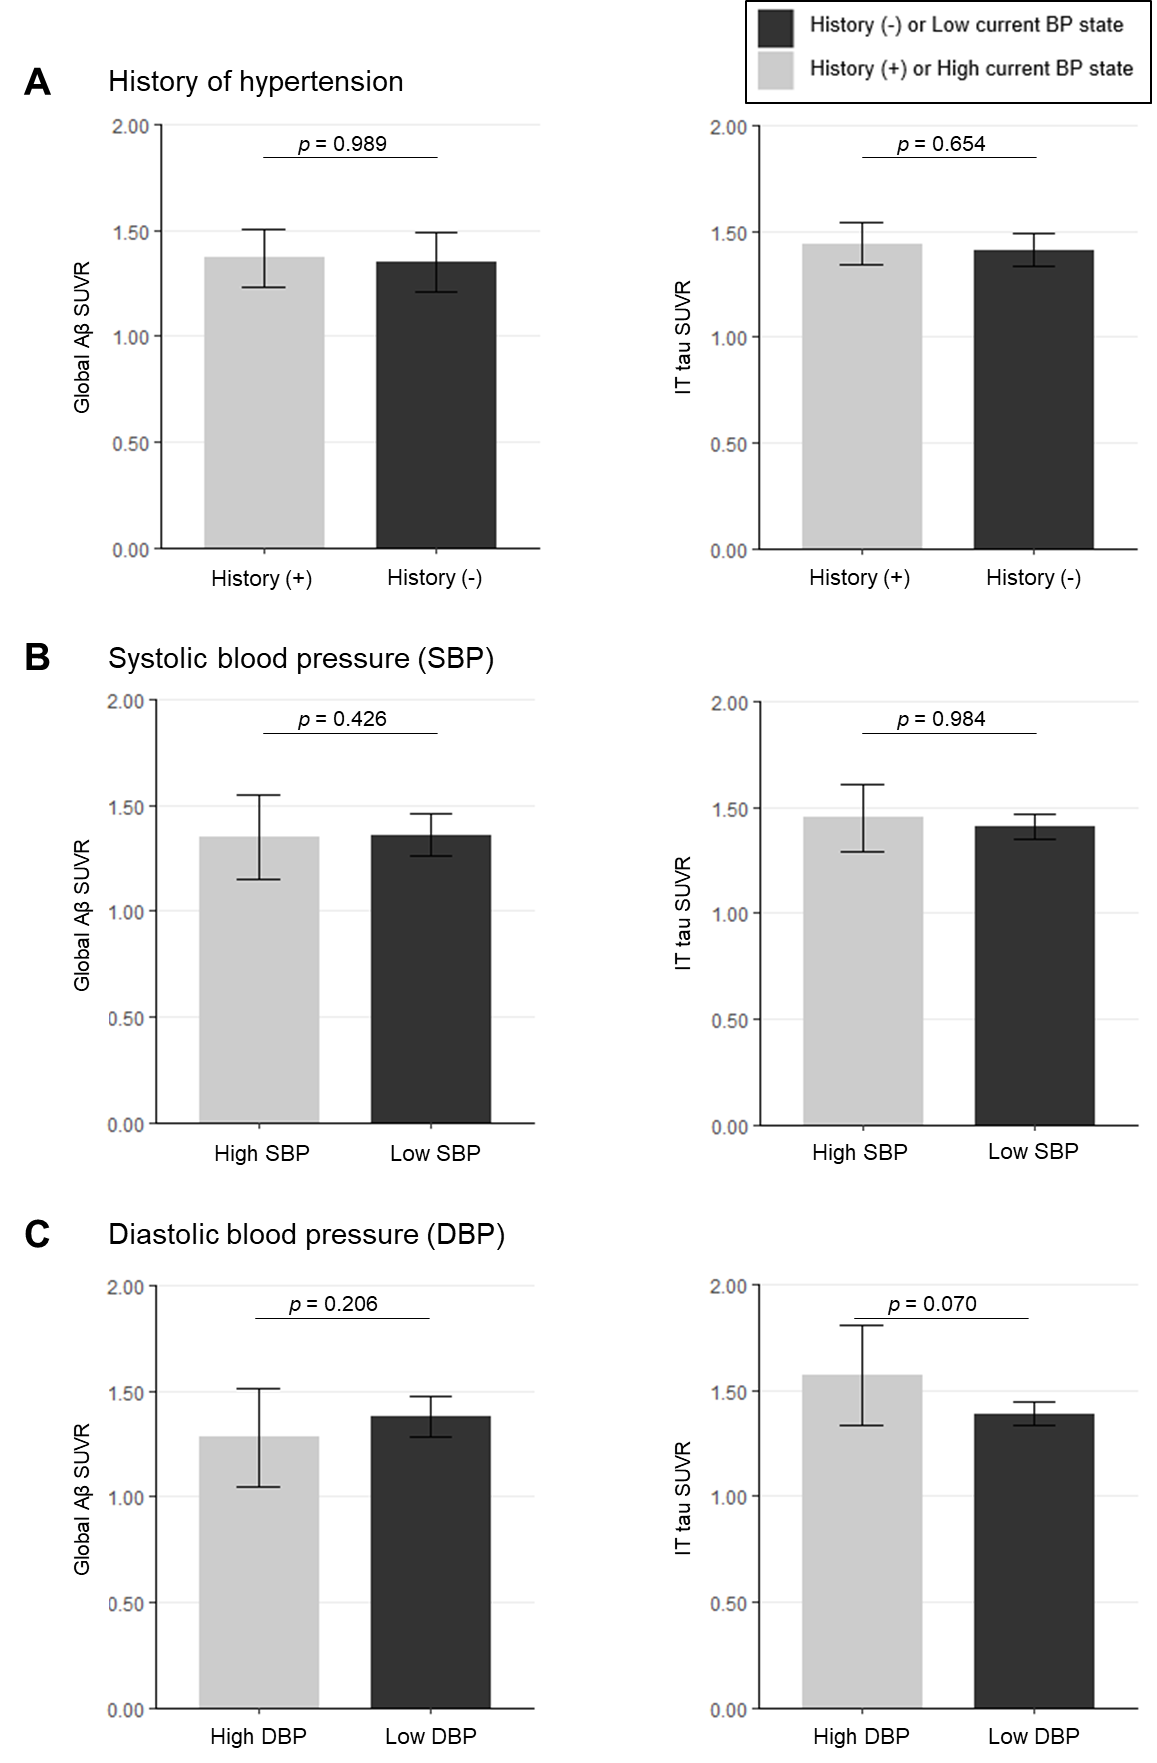 History (-) or Low current BP state
History (+) or High current BP state
A History of hypertension
2.00
1.50
1.00
0.50
0.00
Global Aβ SUVR
p = 0.989
History (+) History (-)
2.00
1.50
1.00
0.50
0.00
IT tau SUVR
p = 0.654
History (+) History (-)
B Systolic blood pressure (SBP)
2.00
1.50
1.00
0.50
0.00
Global Aβ SUVR
p = 0.426
High SBP Low SBP
2.00
1.50
1.00
0.50
0.00
IT tau SUVR
p = 0.984
High SBP Low SBP
C Diastolic blood pressure (DBP)
2.00
1.50
1.00
0.50
0.00
Global Aβ SUVR
p = 0.206
High DBP Low DBP
2.00
1.50
1.00
0.50
0.00
IT tau SUVR
p = 0.070
High DBP Low DBP